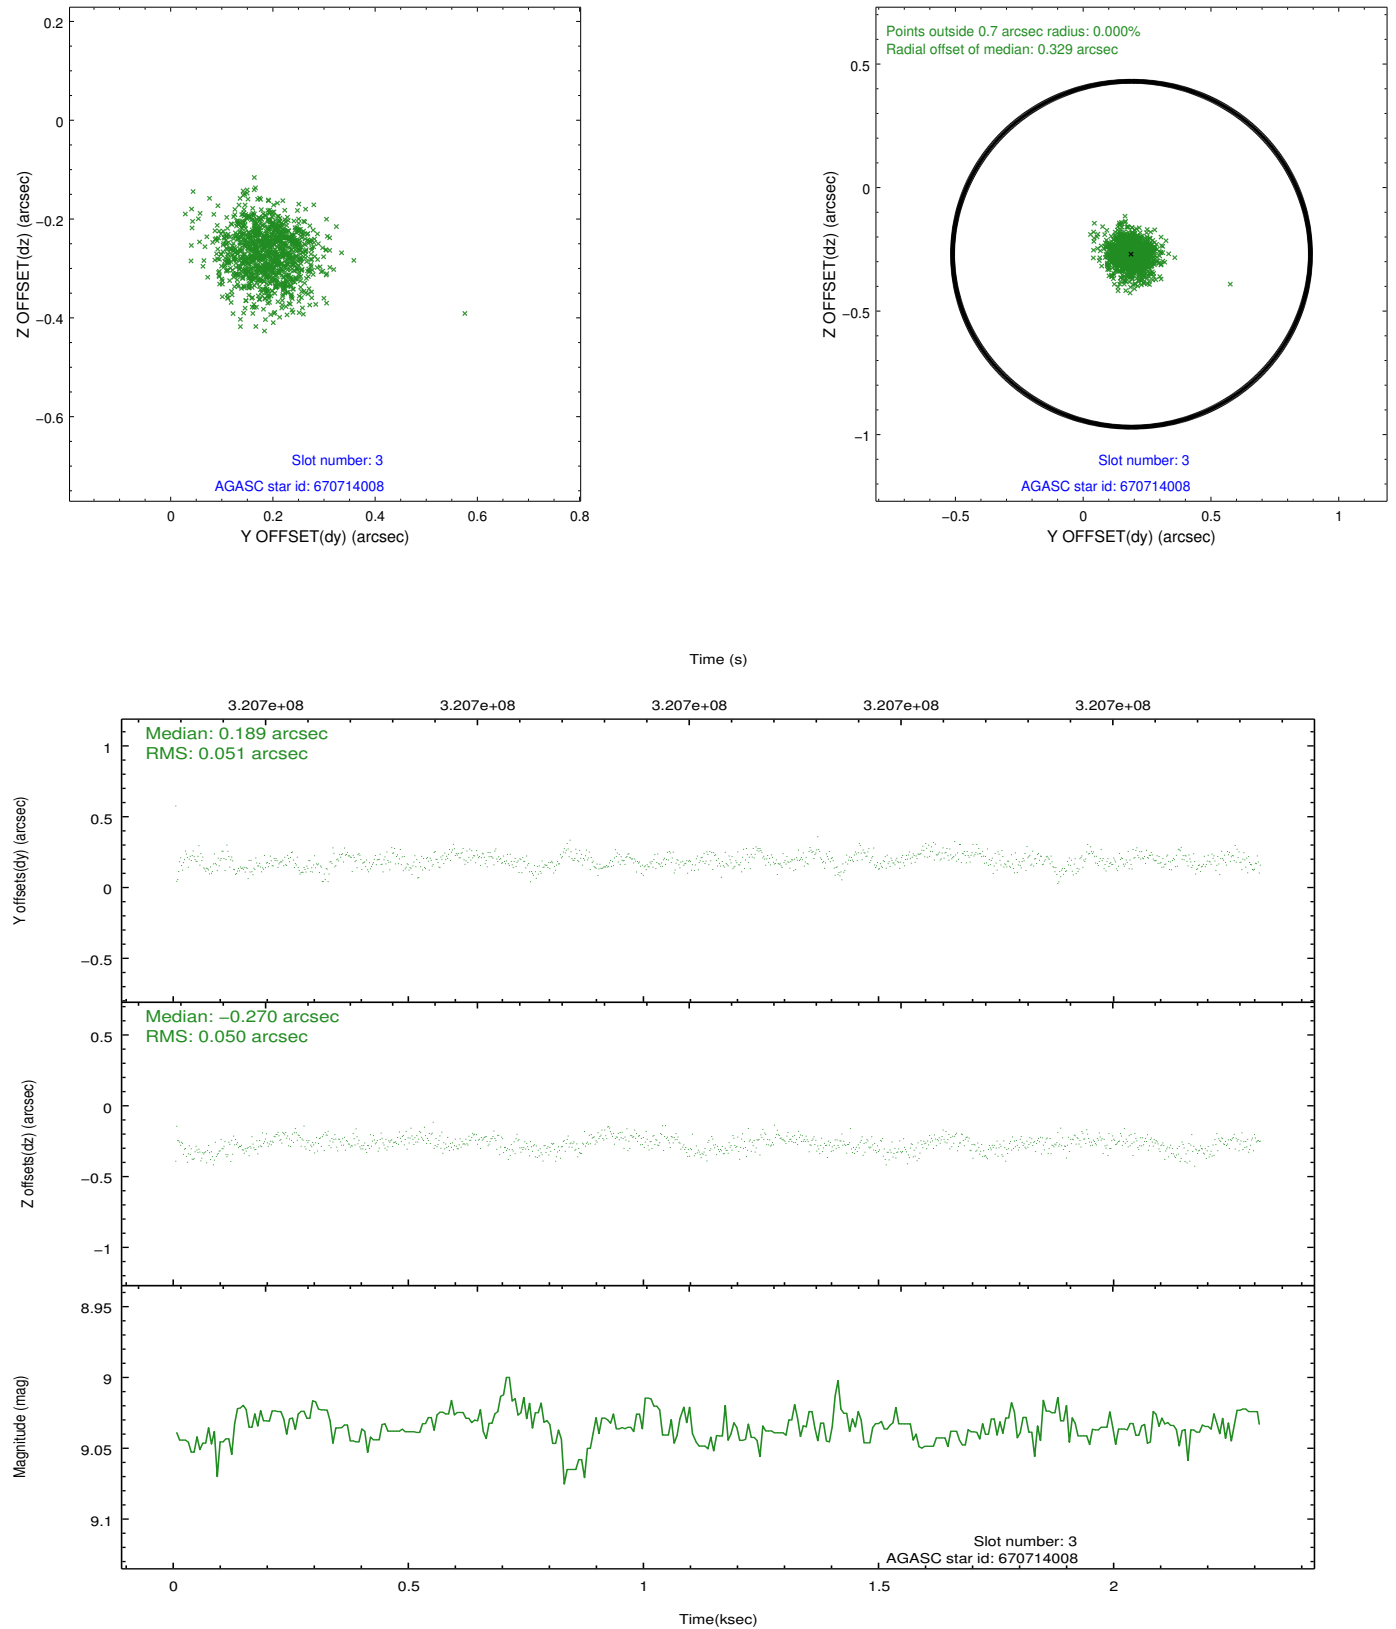 0.2
0
−0.2
−0.4
−0.6
Z OFFSET(dz) (arcsec)
Slot number: 3
AGASC star id: 670714008
0 0.2 0.4 0.6 0.8
Y OFFSET(dy) (arcsec)
Points outside 0.7 arcsec radius: 0.000%
Radial offset of median: 0.329 arcsec
0.5
0
−0.5
−1
Z OFFSET(dz) (arcsec)
Slot number: 3
AGASC star id: 670714008
−0.5 0 0.5 1
Y OFFSET(dy) (arcsec)
Time (s)
3.207e+08 3.207e+08 3.207e+08 3.207e+08 3.207e+08
Median: 0.189 arcsec
RMS: 0.051 arcsec
1
0.5
0
−0.5
Y offsets(dy) (arcsec)
Median: −0.270 arcsec
RMS: 0.050 arcsec
0.5
0
−0.5
−1
Z offsets(dz) (arcsec)
8.95
9
9.05
9.1
Magnitude (mag)
Slot number: 3
AGASC star id: 670714008
0 0.5 1 1.5 2
Time(ksec)